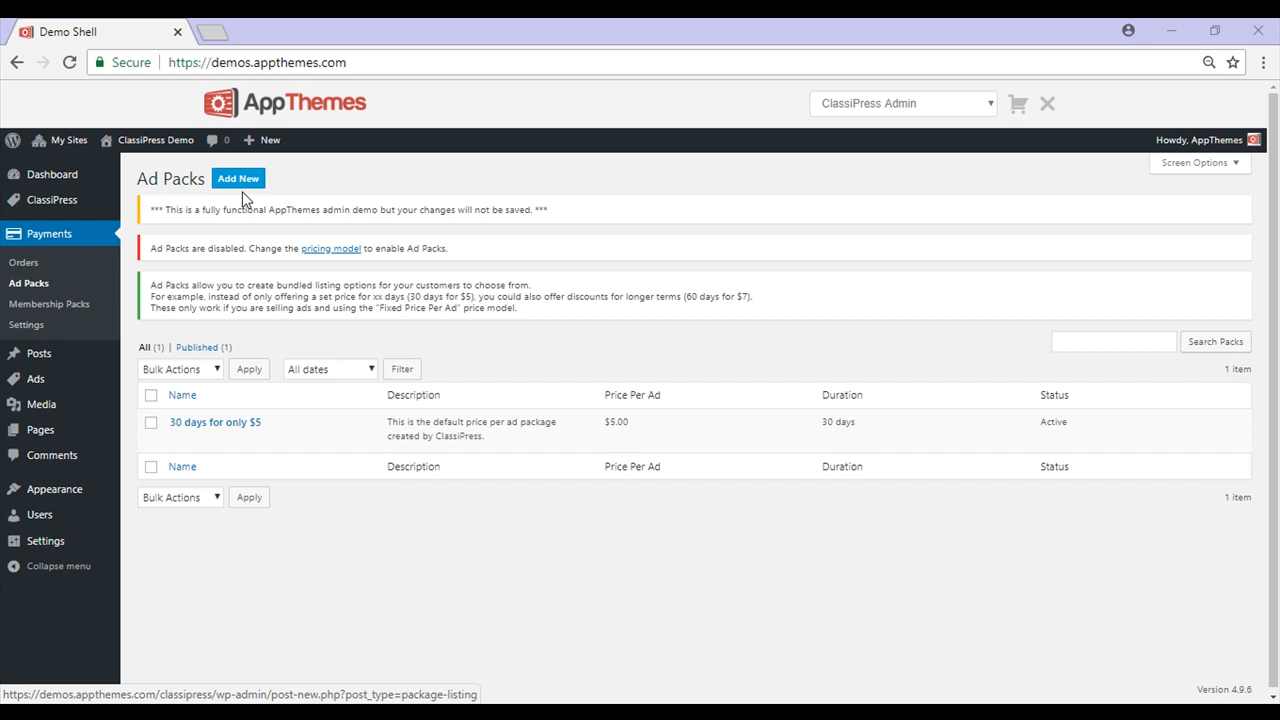 Demo Shell
Secure https://demos.appthemes.com
AppThemes
ClassiPress Admin
My Sites ClassiPress Demo 0 New Howdy, AppThemes
Screen Options
Dashboard
ClassiPress
Payments
Orders
Ad Packs
Membership Packs
Settings
Posts
Ads
Media
Pages
Comments
Appearance
Users
Settings
Collapse menu
Ad Packs Add New
*** This is a fully functional AppThemes admin demo but your changes will not be saved. ***
Ad Packs are disabled. Change the pricing model to enable Ad Packs.
Ad Packs allow you to create bundled listing options for your customers to choose from.
For example, instead of only offering a set price for xx days (30 days for $5), you could also offer discounts for longer terms (60 days for $7).
These only work if you are selling ads and using the "Fixed Price Per Ad" price model.
All (1) | Published (1)
Search Packs
Bulk Actions Apply All dates Filter 1 item
Name Description Price Per Ad Duration Status
30 days for only $5 This is the default price per ad package $5.00 30 days Active
created by ClassiPress.
Name Description Price Per Ad Duration Status
Bulk Actions Apply 1 item
https://demos.appthemes.com/classipress/wp-admin/post-new.php?post_type=package-listing
Version 4.9.6